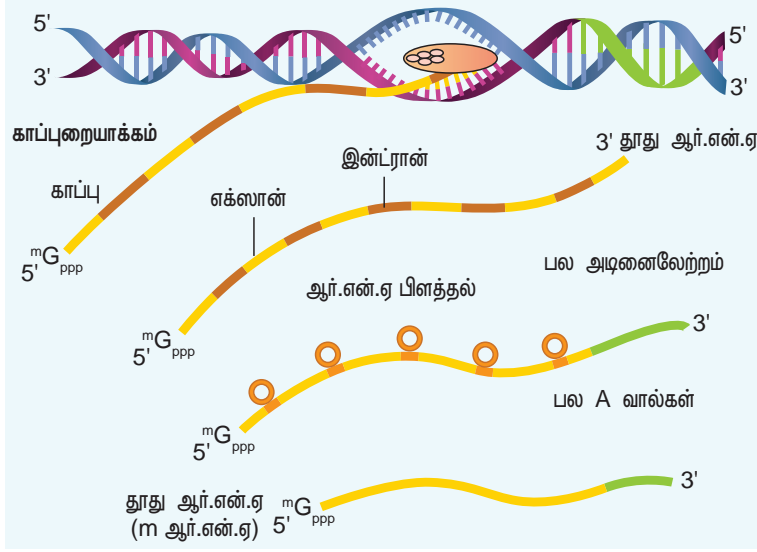 5'
3'
5'
3'
காப்புறையாக்கம்
காப்பு
mGppp
5'
எக்ஸான்
இன்ட்ரான்
3' தூது ஆர்.என்.ஏ
mGppp
5'
ஆர்.என்.ஏ பிளத்தல்
பல அடினைலேற்றம்
3'
mGppp
5'
பல A வால்கள்
தூது ஆர்.என்.ஏ
(m ஆர்.என்.ஏ)
mGppp
5'
3'